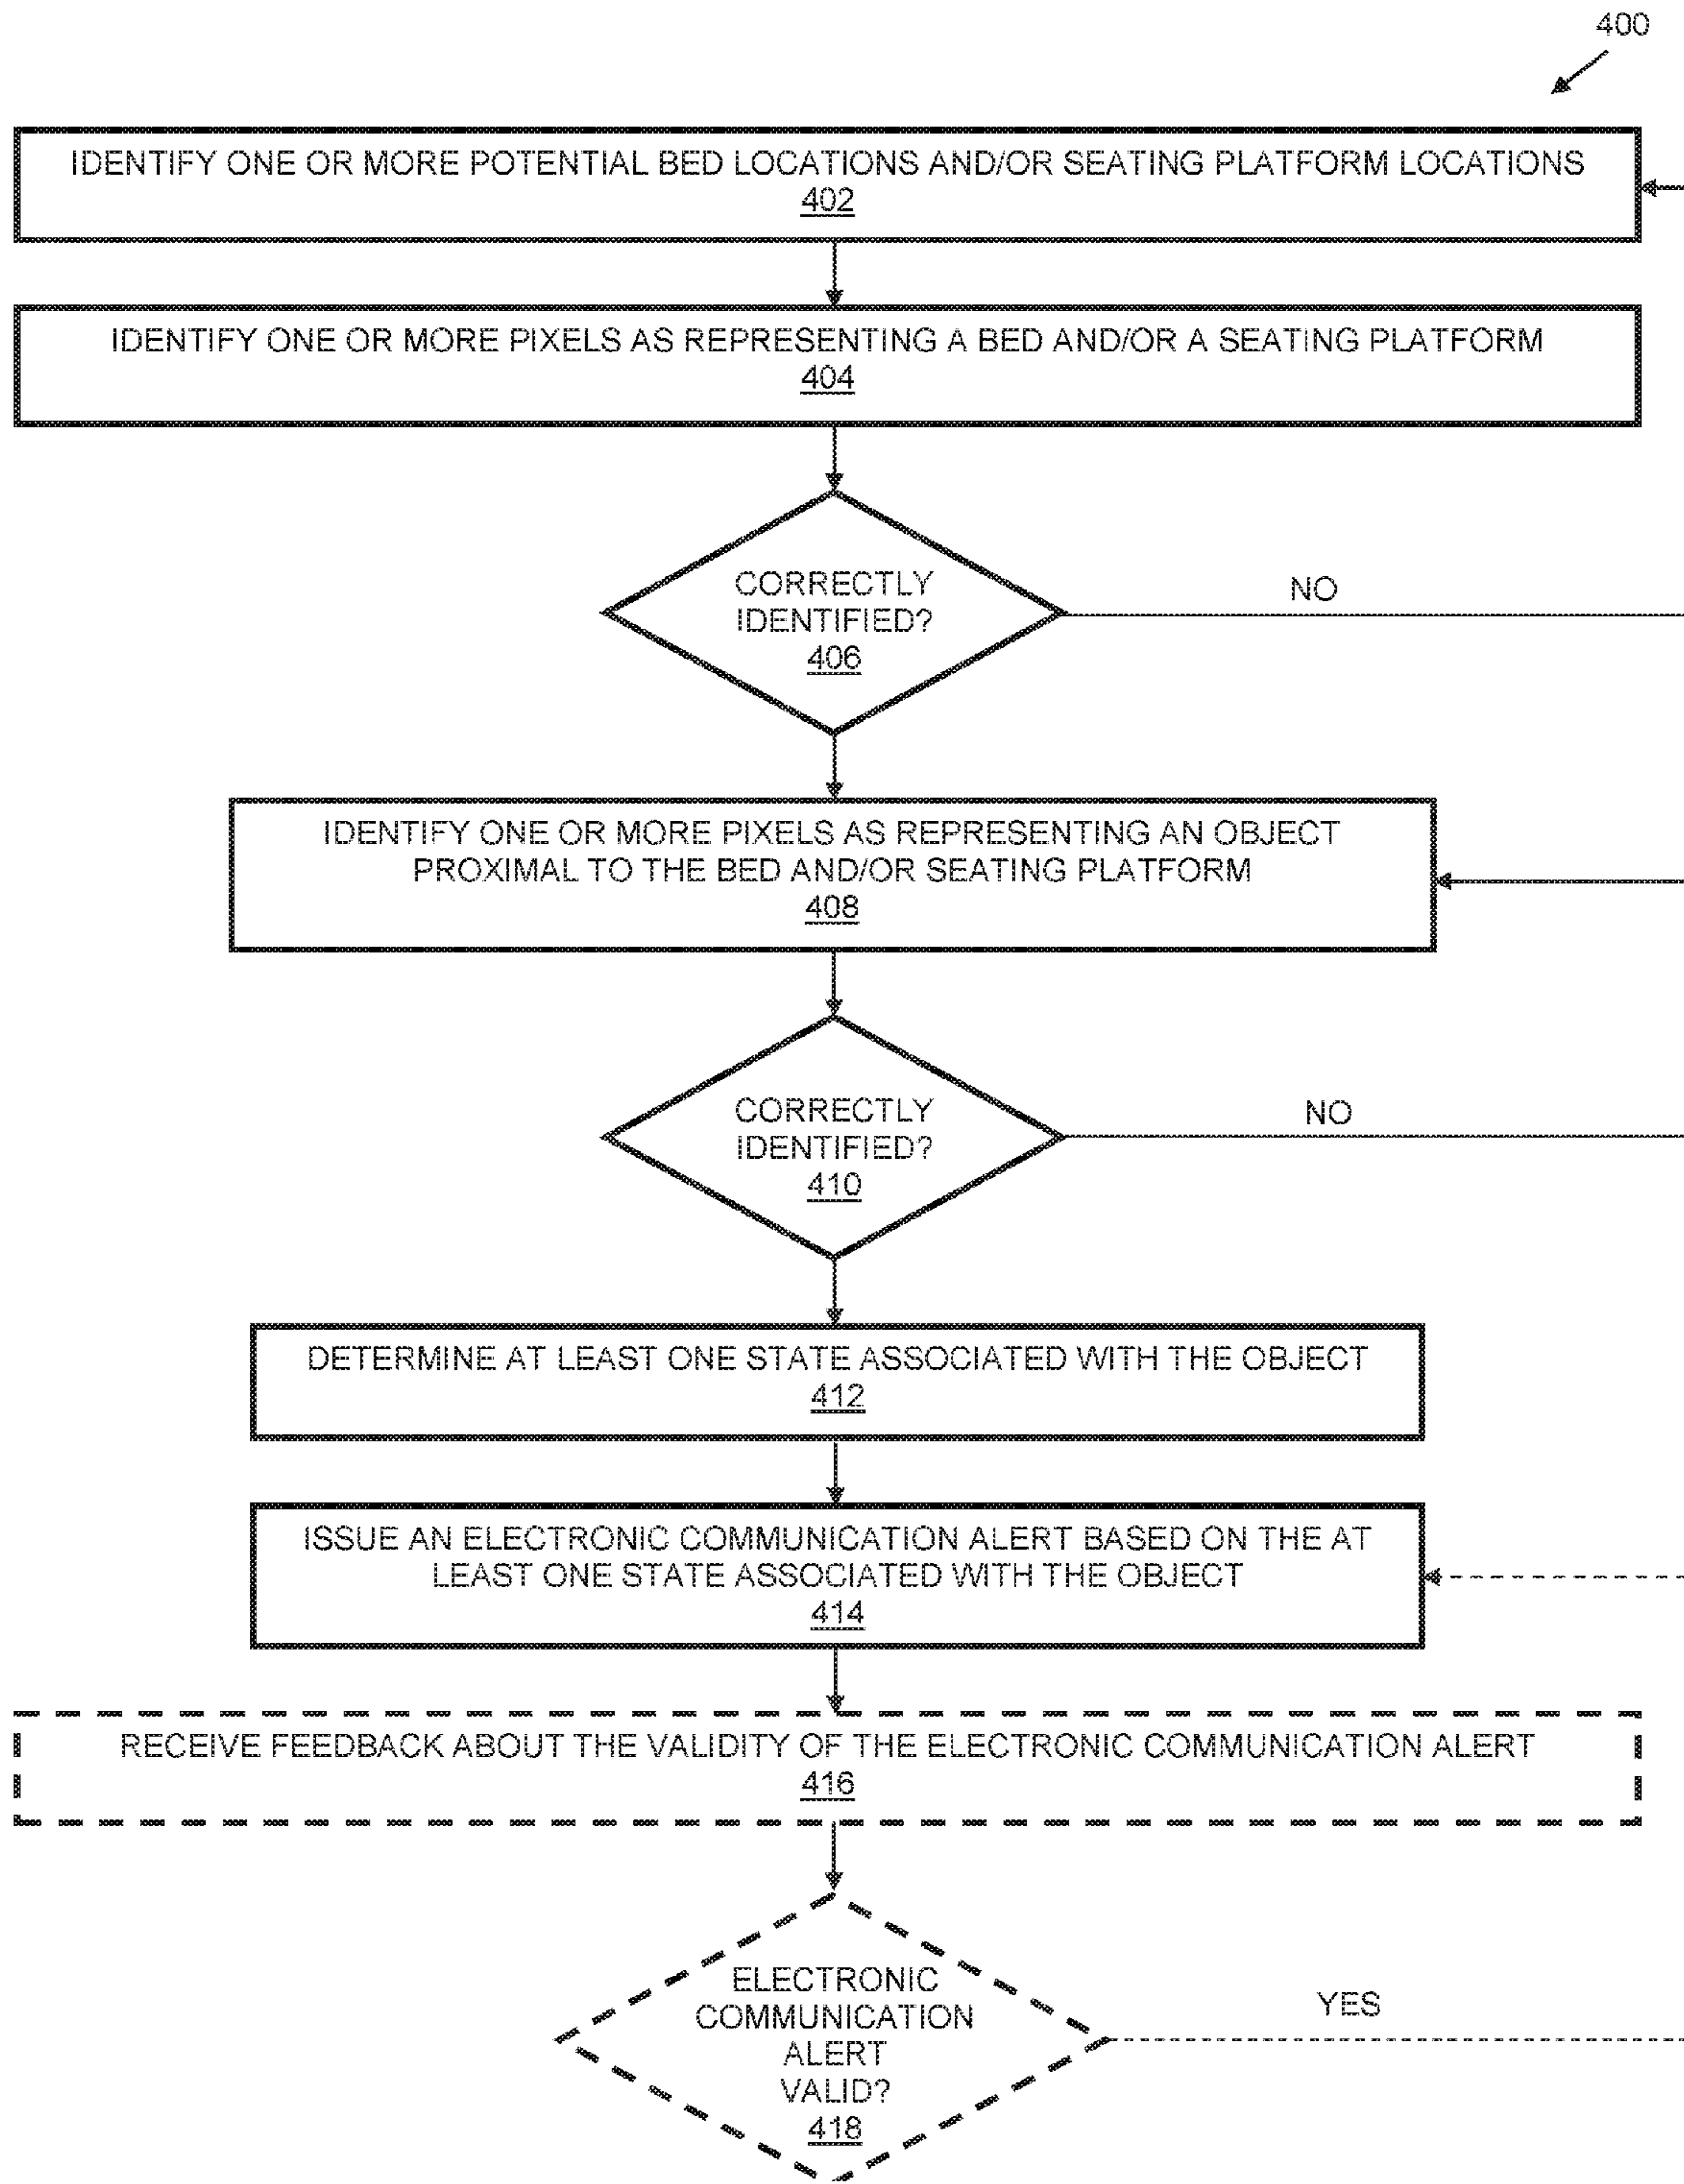 400
IDENTIFY ONE OR MORE POTENTIAL BED LOCATIONS AND/OR SEATING PLATFORM LOCATIONS
402
IDENTIFY ONE OR MORE PIXELS AS REPRESENTING A BED AND/OR A SEATING PLATFORM
404
CORRECTLY
IDENTIFIED?
406
NO
IDENTIFY ONE OR MORE PIXELS AS REPRESENTING AN OBJECT
PROXIMAL TO THE BED AND/OR SEATING PLATFORM
408
CORRECTLY
IDENTIFIED?
410
NO
DETERMINE AT LEAST ONE STATE ASSOCIATED WITH THE OBJECT
412
ISSUE AN ELECTRONIC COMMUNICATION ALERT BASED ON THE AT
LEAST ONE STATE ASSOCIATED WITH THE OBJECT
414
RECEIVE FEEDBACK ABOUT THE VALIDITY OF THE ELECTRONIC COMMUNICATION ALERT
416
ELECTRONIC
COMMUNICATION
ALERT
VALID?
418
YES